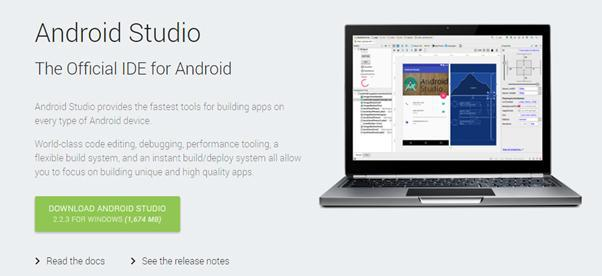 Android Studio
The Official IDE for Android
Android Studio provides the fastest tools for building apps on
every type of Android device.
World-class code editing, debugging, performance tooling, a
flexible build system, and an instant build/deploy system all allow
you to focus on building unique and high quality apps.
DOWNLOAD ANDROID STUDIO
2.2.3 FOR WINDOWS (1,674 MB)
Read the docs
See the release notes
Android
Studio